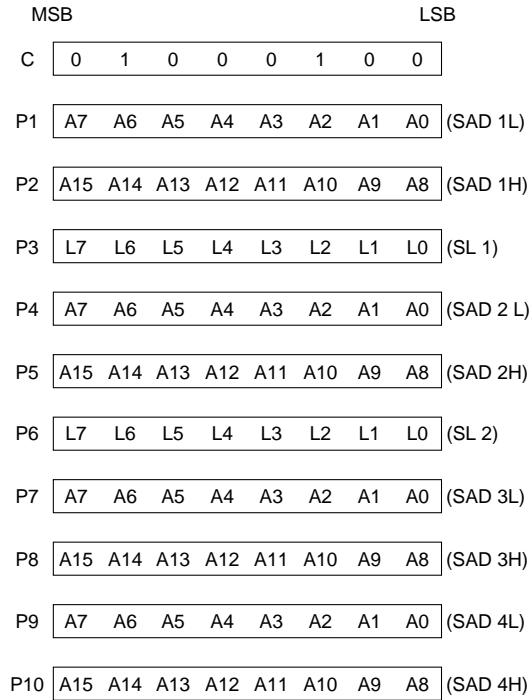 MSB LSB
C 0 1 0 0 0 1 0 0
P1 A7 A6 A5 A4 A3 A2 A1 A0 (SAD 1L)
P2 A15 A14 A13 A12 A11 A10 A9 A8 (SAD 1H)
P3 L7 L6 L5 L4 L3 L2 L1 L0 (SL 1)
P4 A7 A6 A5 A4 A3 A2 A1 A0 (SAD 2 L)
P5 A15 A14 A13 A12 A11 A10 A9 A8 (SAD 2H)
P6 L7 L6 L5 L4 L3 L2 L1 L0 (SL 2)
P7 A7 A6 A5 A4 A3 A2 A1 A0 (SAD 3L)
P8 A15 A14 A13 A12 A11 A10 A9 A8 (SAD 3H)
P9 A7 A6 A5 A4 A3 A2 A1 A0 (SAD 4L)
P10 A15 A14 A13 A12 A11 A10 A9 A8 (SAD 4H)